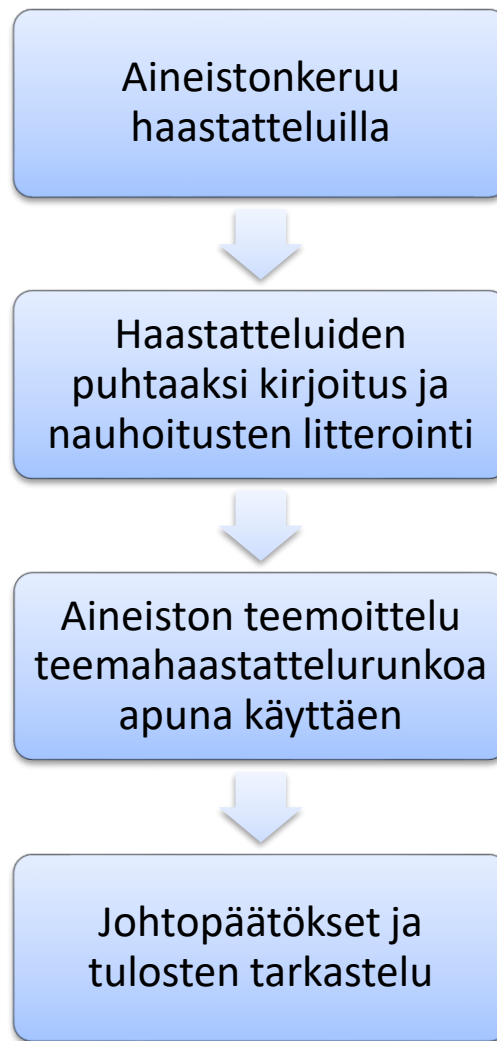 Aineistonkeruu
haastatteluilla
Haastatteluiden
puhtaaksi kirjoitus ja
nauhoitusten litterointi
Aineiston teemoittelu
teemahaastattelurunkoa
apuna käyttäen
Johtopäätökset ja
tulosten tarkastelu